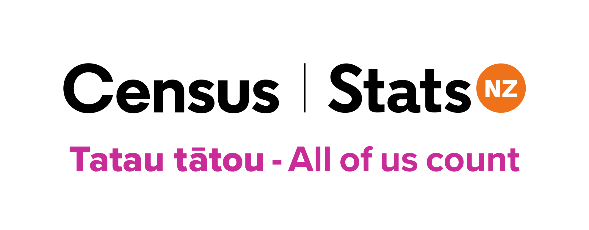 Census | Stats NZ
Tatau tātou - All of us count